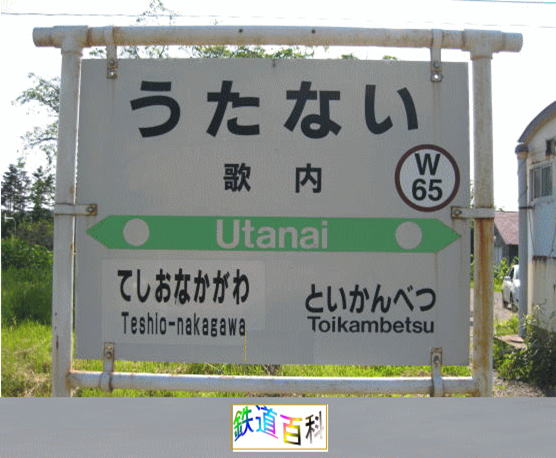 うたない
歌内
W
65
Utanai
てしおなかがわ
Teshio-nakagawa
といかんべつ
Toikambetsu
鉄道百科